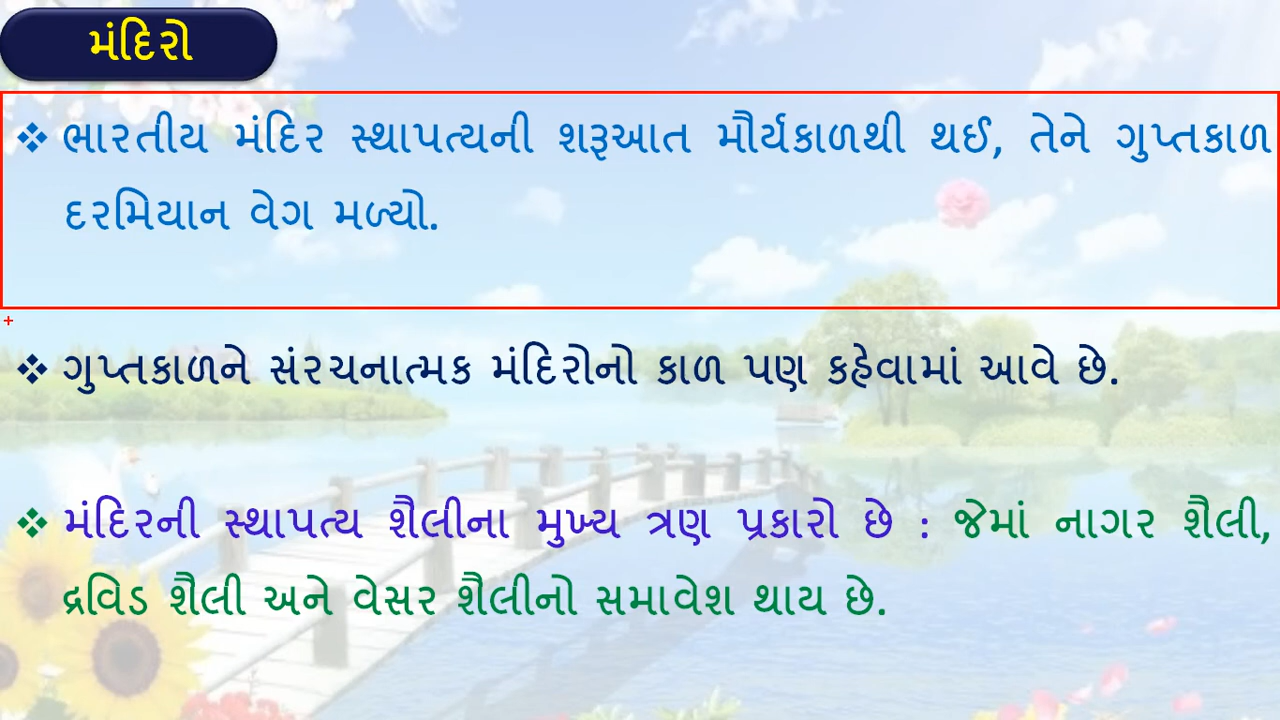 મંદિરો
❖ ભારતીય મંદિર સ્થાપત્યની શરૂઆત મૌર્યકાળથી થઈ, તેને ગુપ્તકાળ
દરમિયાન વેગ મળ્યો.
❖ ગુપ્તકાળને સંરચનાત્મક મંદિરોનો કાળ પણ કહેવામાં આવે છે.
❖ મંદિરની સ્થાપત્ય શૈલીના મુખ્ય ત્રણ પ્રકારો છે : જેમાં નાગર શૈલી,
દ્રવિડ શૈલી અને વેસર શૈલીનો સમાવેશ થાય છે.